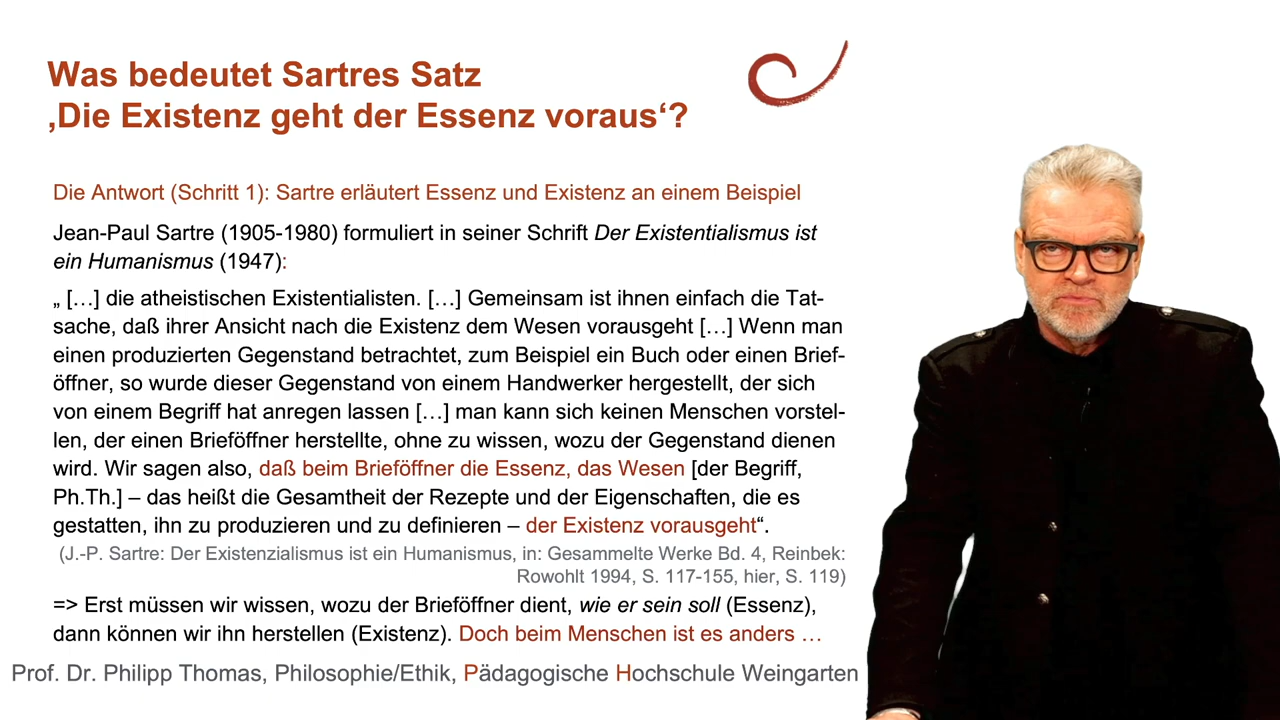 Was bedeutet Sartres Satz
‚Die Existenz geht der Essenz voraus‘?
Die Antwort (Schritt 1): Sartre erläutert Essenz und Existenz an einem Beispiel
Jean-Paul Sartre (1905-1980) formuliert in seiner Schrift Der Existentialismus ist
ein Humanismus (1947):
„ […] die atheistischen Existentialisten. […] Gemeinsam ist ihnen einfach die Tat-
sache, daß ihrer Ansicht nach die Existenz dem Wesen vorausgeht […] Wenn man
einen produzierten Gegenstand betrachtet, zum Beispiel ein Buch oder einen Brief-
öffner, so wurde dieser Gegenstand von einem Handwerker hergestellt, der sich
von einem Begriff hat anregen lassen […] man kann sich keinen Menschen vorstel-
len, der einen Brieföffner herstellte, ohne zu wissen, wozu der Gegenstand dienen
wird. Wir sagen also, daß beim Brieföffner die Essenz, das Wesen [der Begriff,
Ph.Th.] – das heißt die Gesamtheit der Rezepte und der Eigenschaften, die es
gestatten, ihn zu produzieren und zu definieren – der Existenz vorausgeht“.
(J.-P. Sartre: Der Existenzialismus ist ein Humanismus, in: Gesammelte Werke Bd. 4, Reinbek:
Rowohlt 1994, S. 117-155, hier, S. 119)
=> Erst müssen wir wissen, wozu der Brieföffner dient, wie er sein soll (Essenz),
dann können wir ihn herstellen (Existenz). Doch beim Menschen ist es anders …
Prof. Dr. Philipp Thomas, Philosophie/Ethik, Pädagogische Hochschule Weingarten